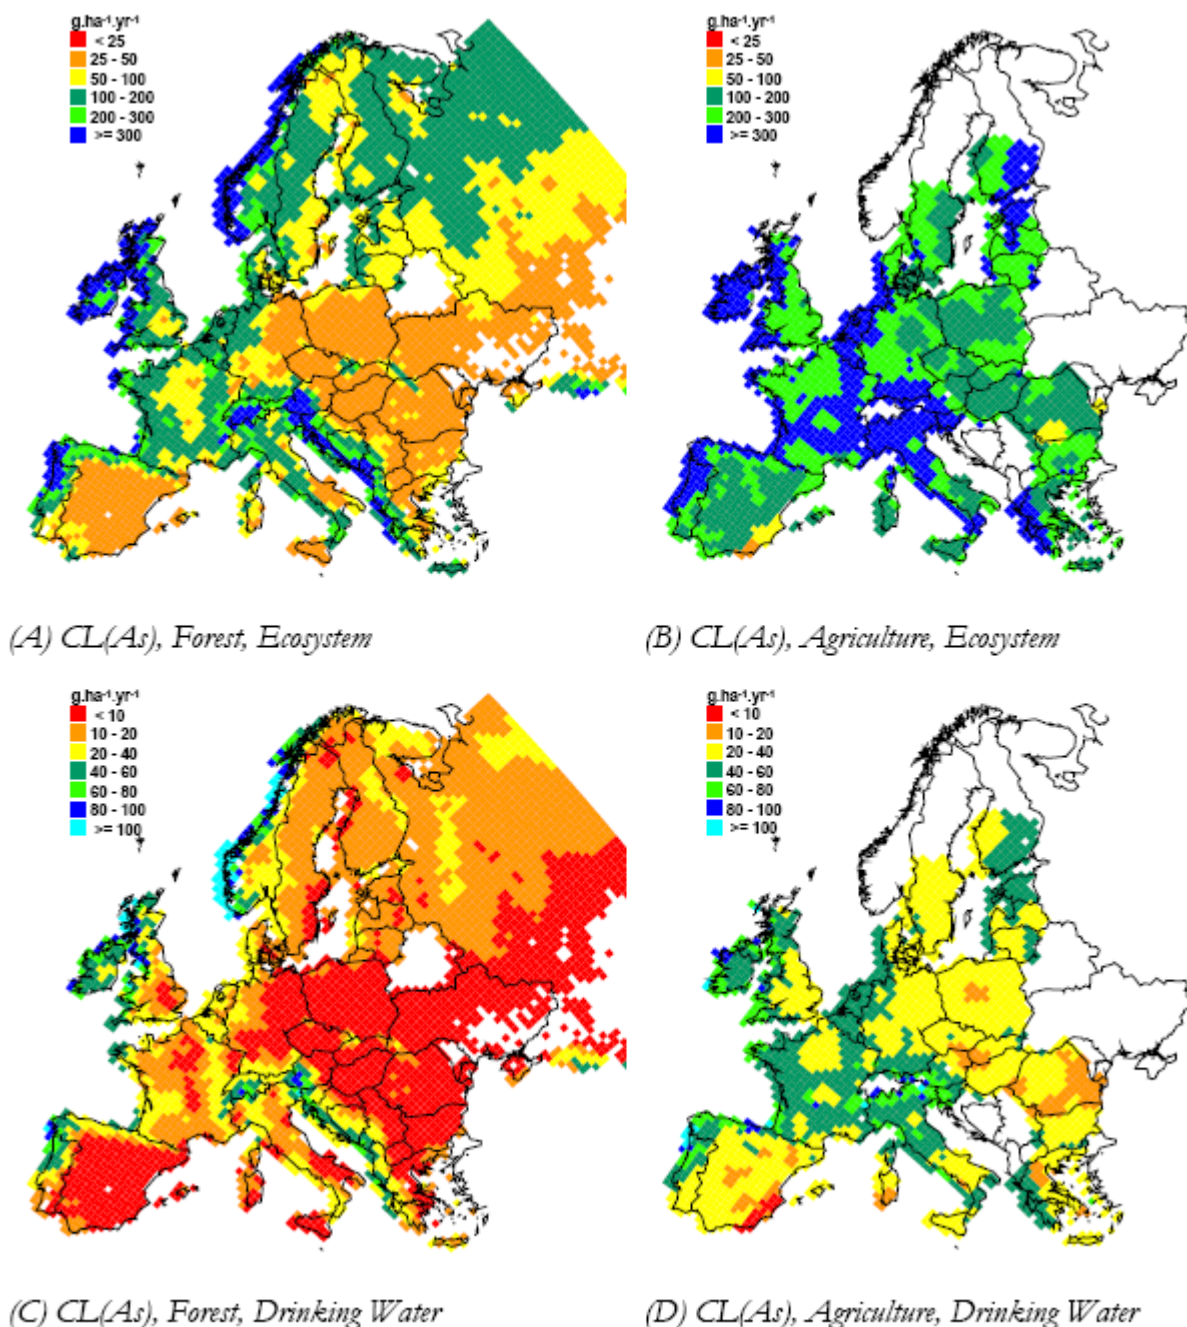 g.ha⁻¹.yr⁻¹
< 25
25 - 50
50 - 100
100 - 200
200 - 300
>= 300
g.ha⁻¹.yr⁻¹
< 25
25 - 50
50 - 100
100 - 200
200 - 300
>= 300
(A) CL(As), Forest, Ecosystem
(B) CL(As), Agriculture, Ecosystem
g.ha⁻¹.yr⁻¹
< 10
10 - 20
20 - 40
40 - 60
60 - 80
80 - 100
>= 100
g.ha⁻¹.yr⁻¹
< 10
10 - 20
20 - 40
40 - 60
60 - 80
80 - 100
>= 100
(C) CL(As), Forest, Drinking Water
(D) CL(As), Agriculture, Drinking Water